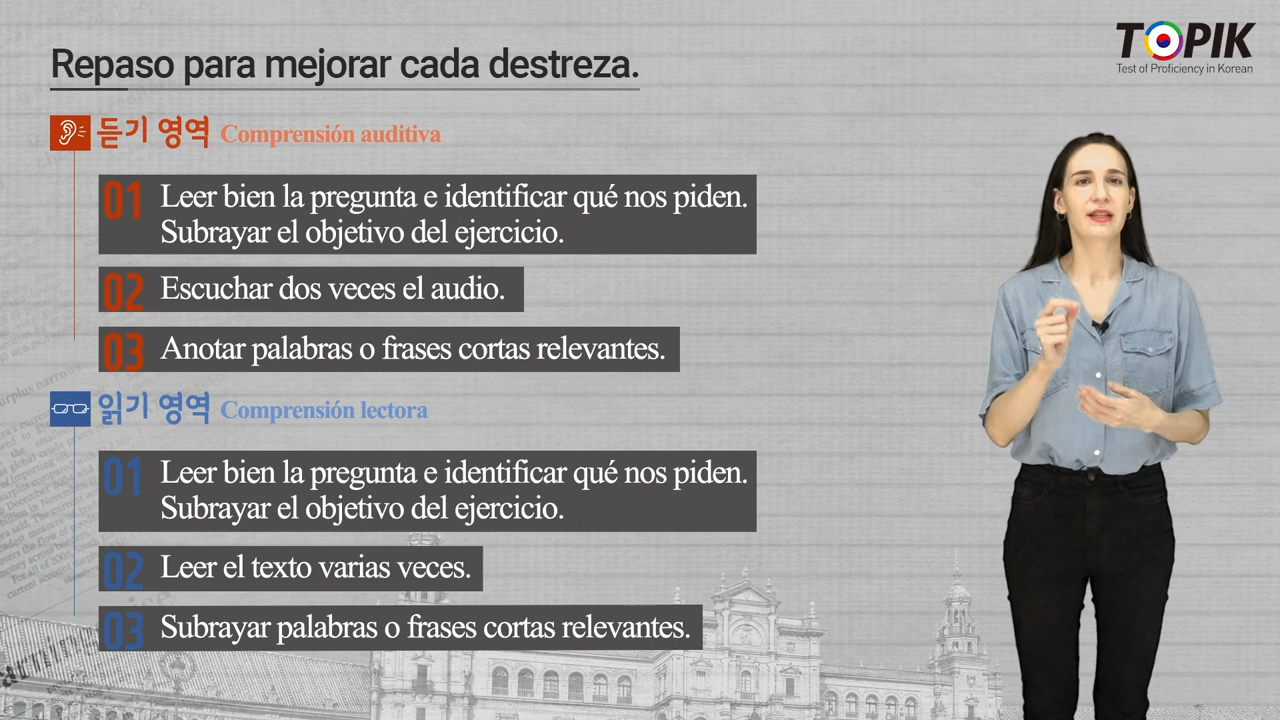 Repaso para mejorar cada destreza.
TOPIK
Test of Proficiency in Korean
듣기 영역 Comprensión auditiva
01 Leer bien la pregunta e identificar qué nos piden.
Subrayar el objetivo del ejercicio.
02 Escuchar dos veces el audio.
03 Anotar palabras o frases cortas relevantes.
읽기 영역 Comprensión lectora
01 Leer bien la pregunta e identificar qué nos piden.
Subrayar el objetivo del ejercicio.
02 Leer el texto varias veces.
03 Subrayar palabras o frases cortas relevantes.